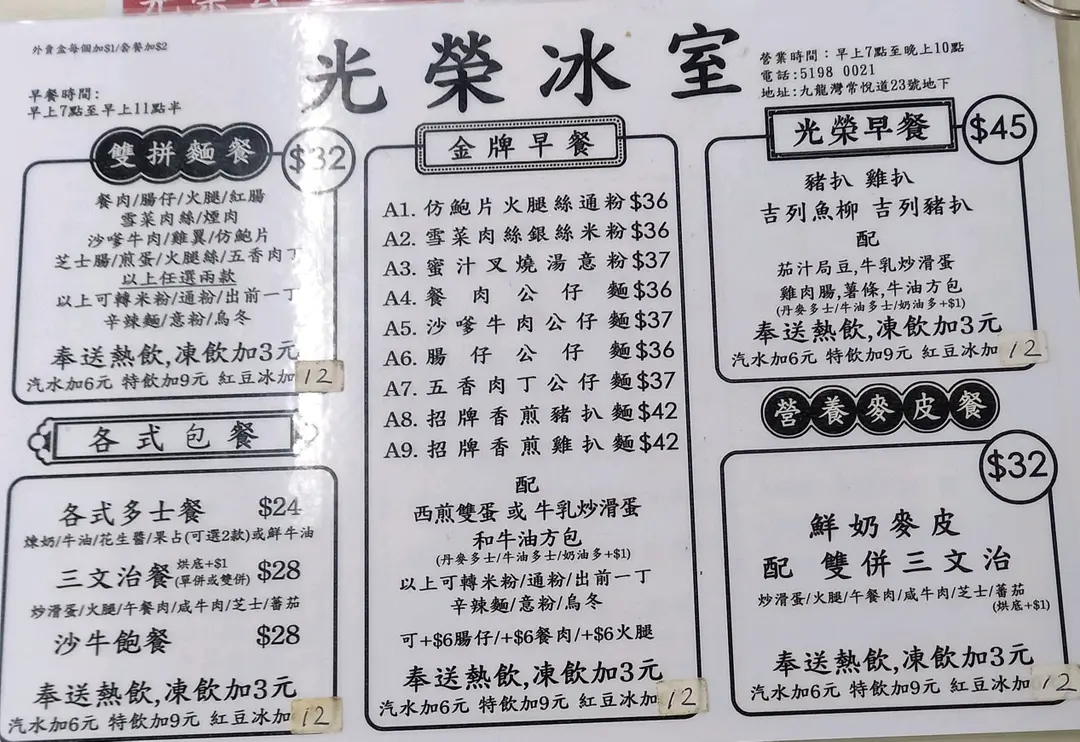 外賣盒每個加$1/套餐加$2
早餐時間:
早上7點至早上11點半
光榮冰室
營業時間：早上7點至晚上10點
電話:5198 0021
地址:九龍灣常悅道23號地下
雙拼麵餐
$32
餐肉/腸仔/火腿/紅腸
雪菜肉絲/煙肉
沙嗲牛肉/雞翼/仿鮑片
芝士腸/煎蛋/火腿絲/五香肉丁
以上任選兩款
以上可轉米粉/通粉/出前一丁
辛辣麵/意粉/烏冬
奉送熱飲,凍飲加3元
汽水加6元 特飲加9元 紅豆冰加12
各式包餐
各式多士餐 $24
煉奶/牛油/花生醬/果占(可選2款)或鮮牛油
三文治餐 烘底+$1 (單併或雙併) $28
炒滑蛋/火腿/午餐肉/咸牛肉/芝士/蕃茄
沙牛飽餐 $28
奉送熱飲,凍飲加3元
汽水加6元 特飲加9元 紅豆冰加12
金牌早餐
A1. 仿鮑片火腿絲通粉 $36
A2. 雪菜肉絲銀絲米粉 $36
A3. 蜜汁叉燒湯意粉 $37
A4. 餐肉公仔麵 $36
A5. 沙嗲牛肉公仔麵 $37
A6. 腸仔公仔麵 $36
A7. 五香肉丁公仔麵 $37
A8. 招牌香煎豬扒麵 $42
A9. 招牌香煎雞扒麵 $42
配
西煎雙蛋 或 牛乳炒滑蛋
和牛油方包
(丹麥多士/牛油多士/奶油多+$1)
以上可轉米粉/通粉/出前一丁
辛辣麵/意粉/烏冬
可+$6腸仔/+$6餐肉/+$6火腿
奉送熱飲,凍飲加3元
汽水加6元 特飲加9元 紅豆冰加12
光榮早餐
$45
豬扒 雞扒
吉列魚柳 吉列豬扒
配
茄汁局豆,牛乳炒滑蛋
雞肉腸,薯條,牛油方包
(丹麥多士/牛油多士/奶油多+$1)
奉送熱飲,凍飲加3元
汽水加6元 特飲加9元 紅豆冰加12
營養麥皮餐
$32
鮮奶麥皮
配 雙併三文治
炒滑蛋/火腿/午餐肉/咸牛肉/芝士/蕃茄
(烘底+$1)
奉送熱飲,凍飲加3元
汽水加6元 特飲加9元 紅豆冰加12